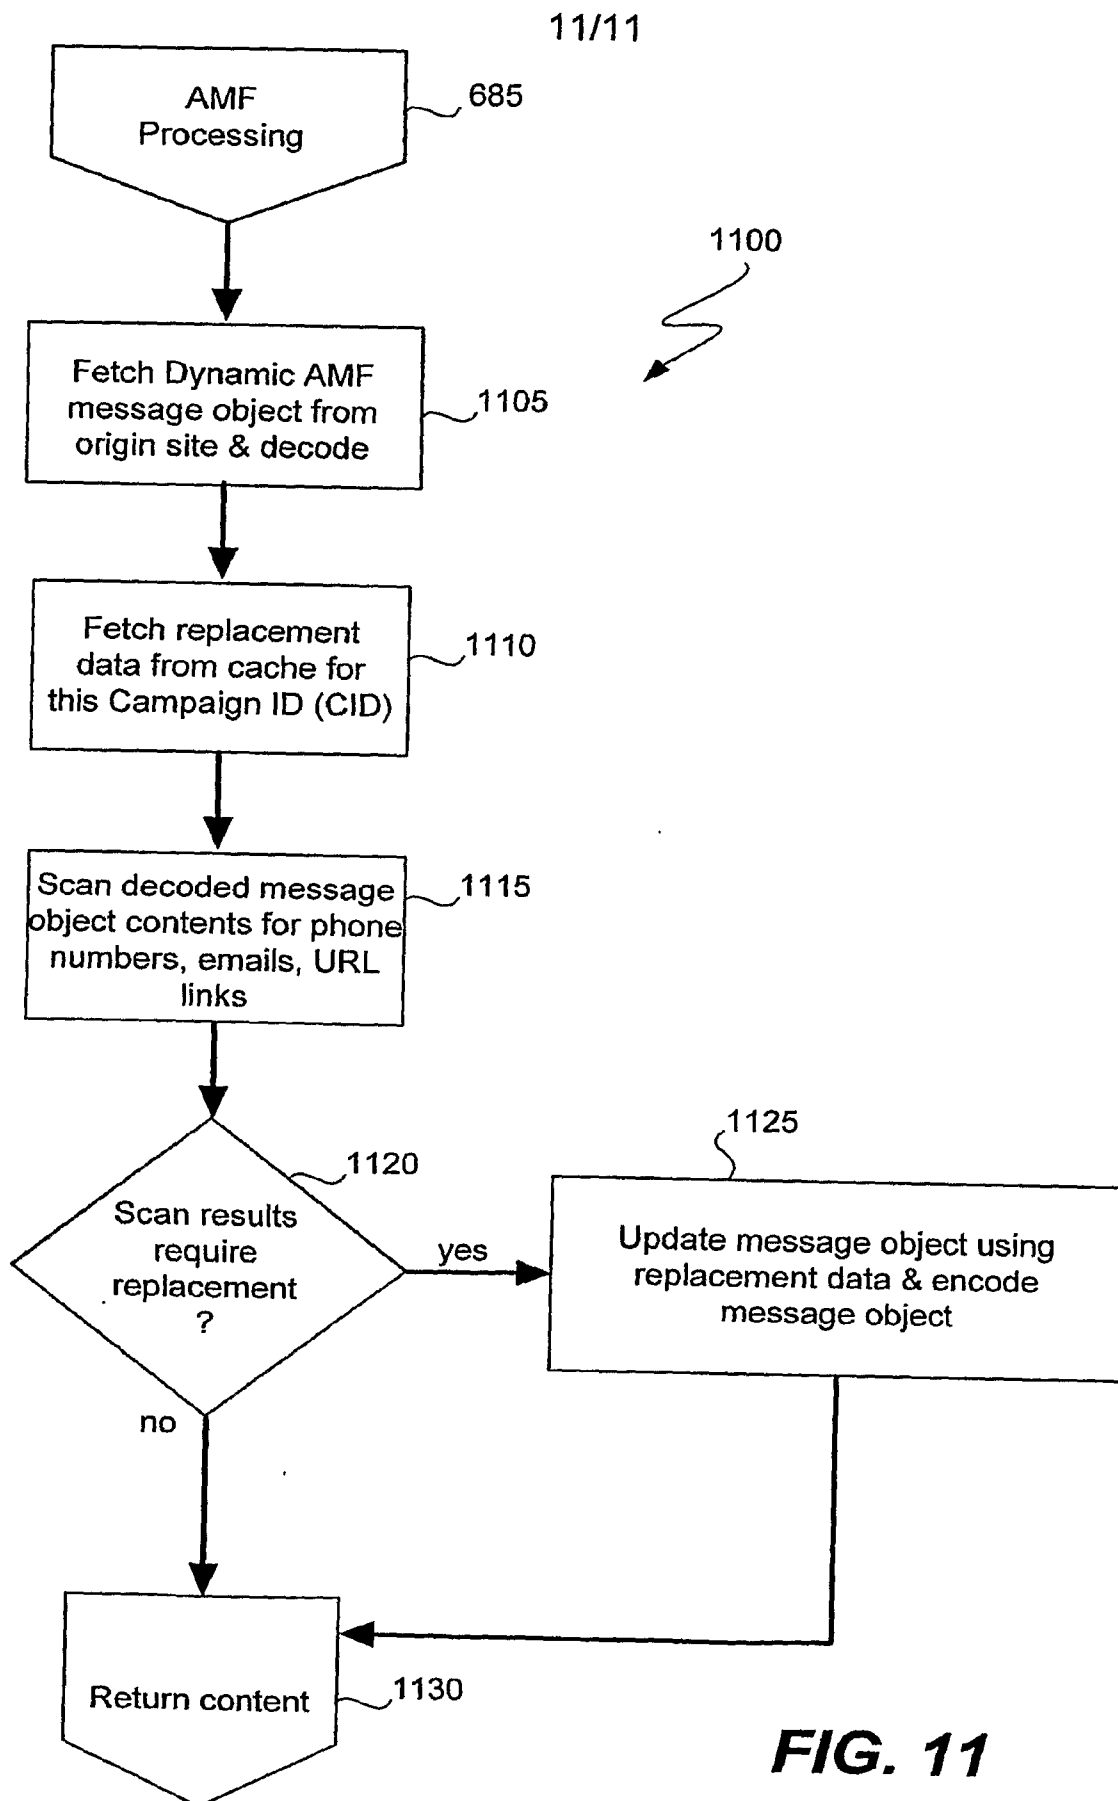 11/11
AMF
Processing
685
1100
Fetch Dynamic AMF
message object from
origin site & decode
1105
Fetch replacement
data from cache for
this Campaign ID (CID)
1110
Scan decoded message
object contents for phone
numbers, emails, URL
links
1115
1120
Scan results
require
replacement
?
yes
no
1125
Update message object using
replacement data & encode
message object
Return content
1130
FIG. 11